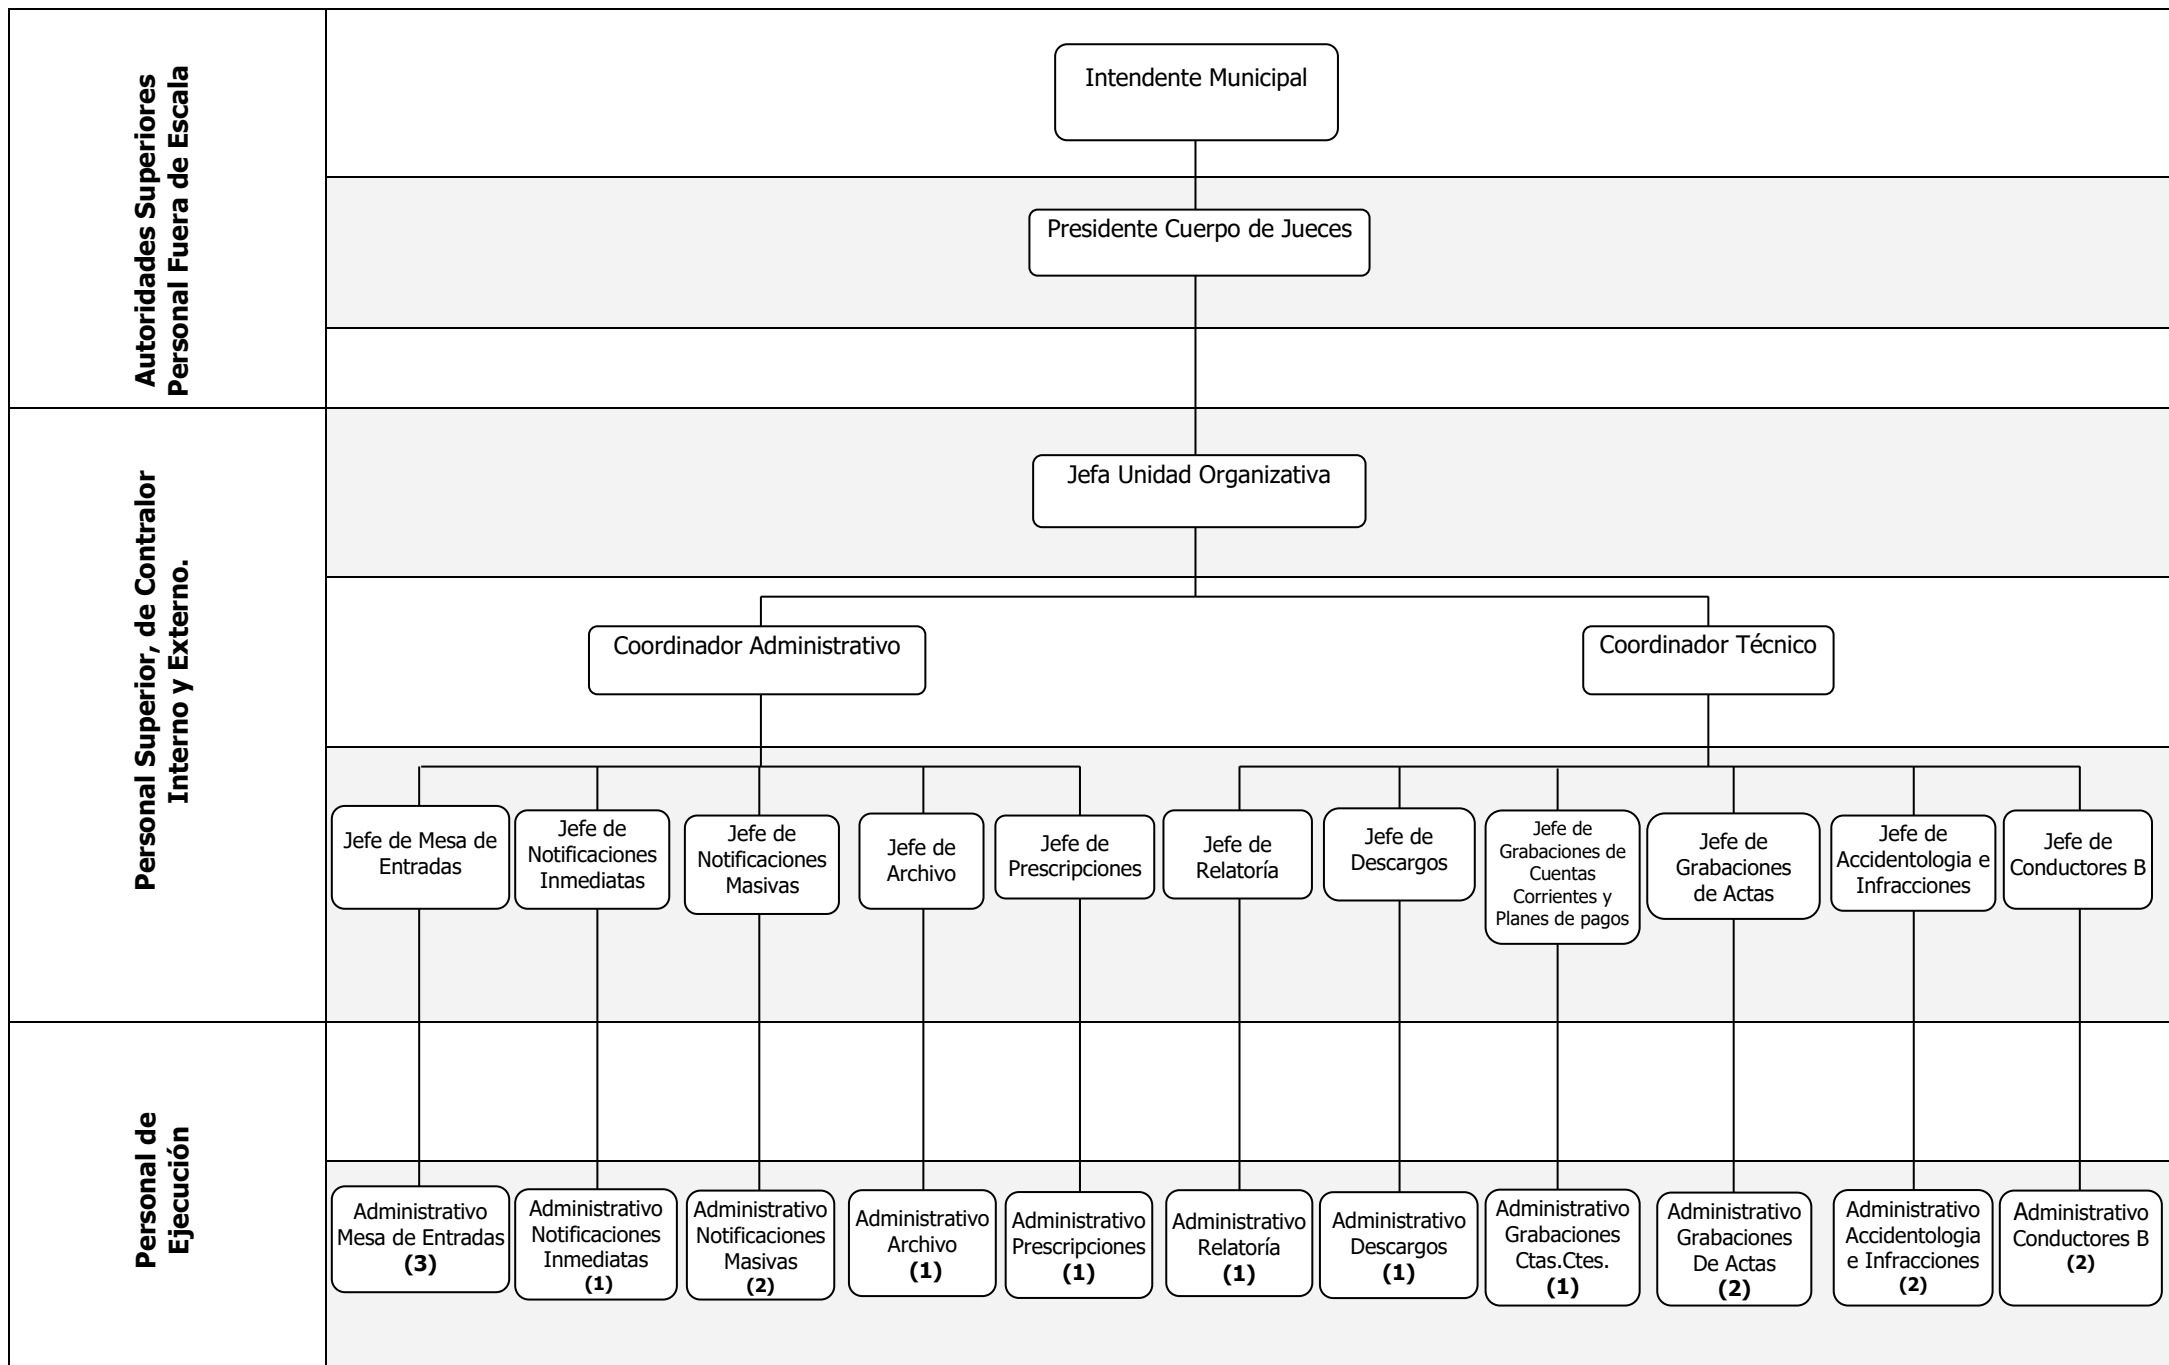 Autoridades Superiores
Personal Fuera de Escala
Intendente Municipal
Presidente Cuerpo de Jueces
Personal Superior, de Contralor
Interno y Externo.
Jefa Unidad Organizativa
Coordinador Administrativo
Coordinador Técnico
Jefe de Mesa de
Entradas
Jefe de
Notificaciones
Inmediatas
Jefe de
Notificaciones
Masivas
Jefe de
Archivo
Jefe de
Prescripciones
Jefe de
Relatoría
Jefe de
Descargos
Jefe de
Grabaciones de
Cuentas
Corrientes y
Planes de pagos
Jefe de
Grabaciones
de Actas
Jefe de
Accidentologia e
Infracciones
Jefe de
Conductores B
Personal de
Ejecución
Administrativo
Mesa de Entradas
(3)
Administrativo
Notificaciones
Inmediatas
(1)
Administrativo
Notificaciones
Masivas
(2)
Administrativo
Archivo
(1)
Administrativo
Prescripciones
(1)
Administrativo
Relatoría
(1)
Administrativo
Descargos
(1)
Administrativo
Grabaciones
Ctas.Ctes.
(1)
Administrativo
Grabaciones
De Actas
(2)
Administrativo
Accidentologia
e Infracciones
(2)
Administrativo
Conductores B
(2)